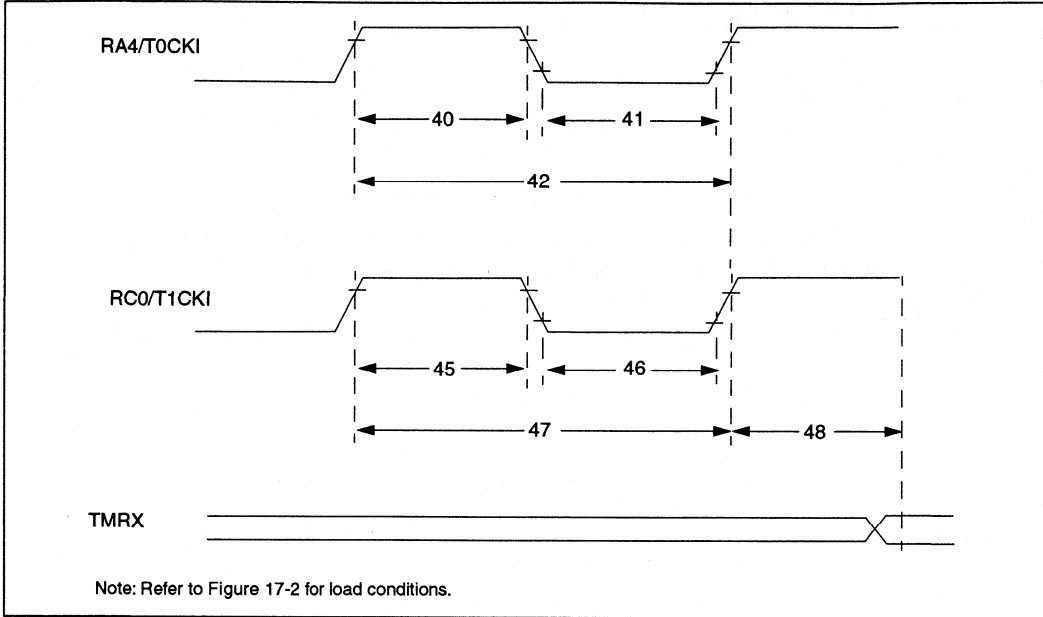 RA4/T0CKI
40
41
42
RC0/T1CKI
45
46
47
48
TMRX
Note: Refer to Figure 17-2 for load conditions.